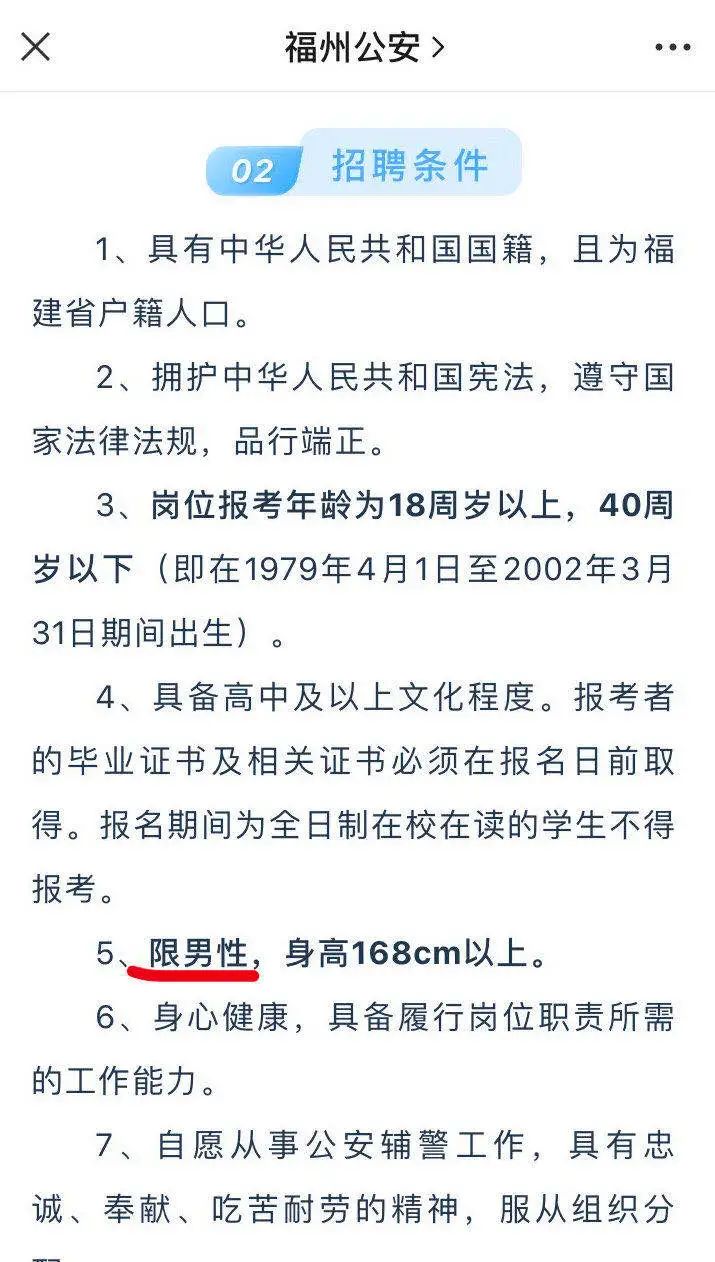 福州公安
02 招聘条件
1、具有中华人民共和国国籍，且为福
建省户籍人口。
2、拥护中华人民共和国宪法，遵守国
家法律法规，品行端正。
3、岗位报考年龄为18周岁以上，40周
岁以下（即在1979年4月1日至2002年3月
31日期间出生）。
4、具备高中及以上文化程度。报考者
的毕业证书及相关证书必须在报名日前取
得。报名期间为全日制在校在读的学生不得
报考。
5、限男性，身高168cm以上。
6、身心健康，具备履行岗位职责所需
的工作能力。
7、自愿从事公安辅警工作，具有忠
诚、奉献、吃苦耐劳的精神，服从组织分